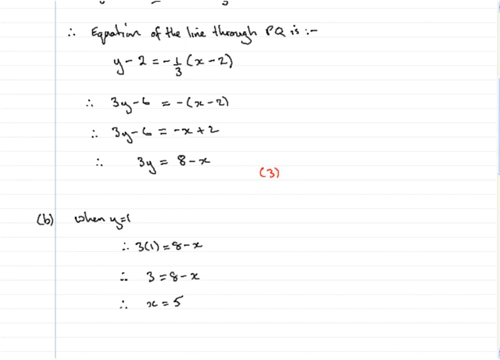 ∴ Equation of the line through PQ is :-
y - 2 = -1/3 (x - 2)
∴ 3y - 6 = -(x - 2)
∴ 3y - 6 = -x + 2
∴ 3y = 8 - x
(3)
(b) when y=1
∴ 3(1) = 8 - x
∴ 3 = 8 - x
∴ x = 5